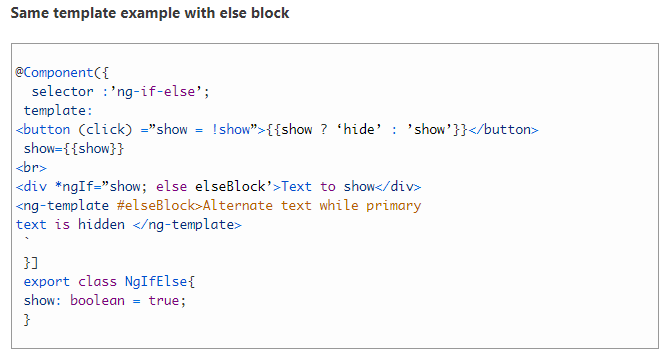 Same template example with else block
@Component({
selector :’ng-if-else’;
template:
<button (click) =”show = !show”>{{show ? ‘hide’ : ’show’}}</button>
show={{show}}
<br>
<div *ngIf=”show; else elseBlock’>Text to show</div>
<ng-template #elseBlock>Alternate text while primary
text is hidden </ng-template>
`
}]
export class NgIfElse{
show: boolean = true;
}